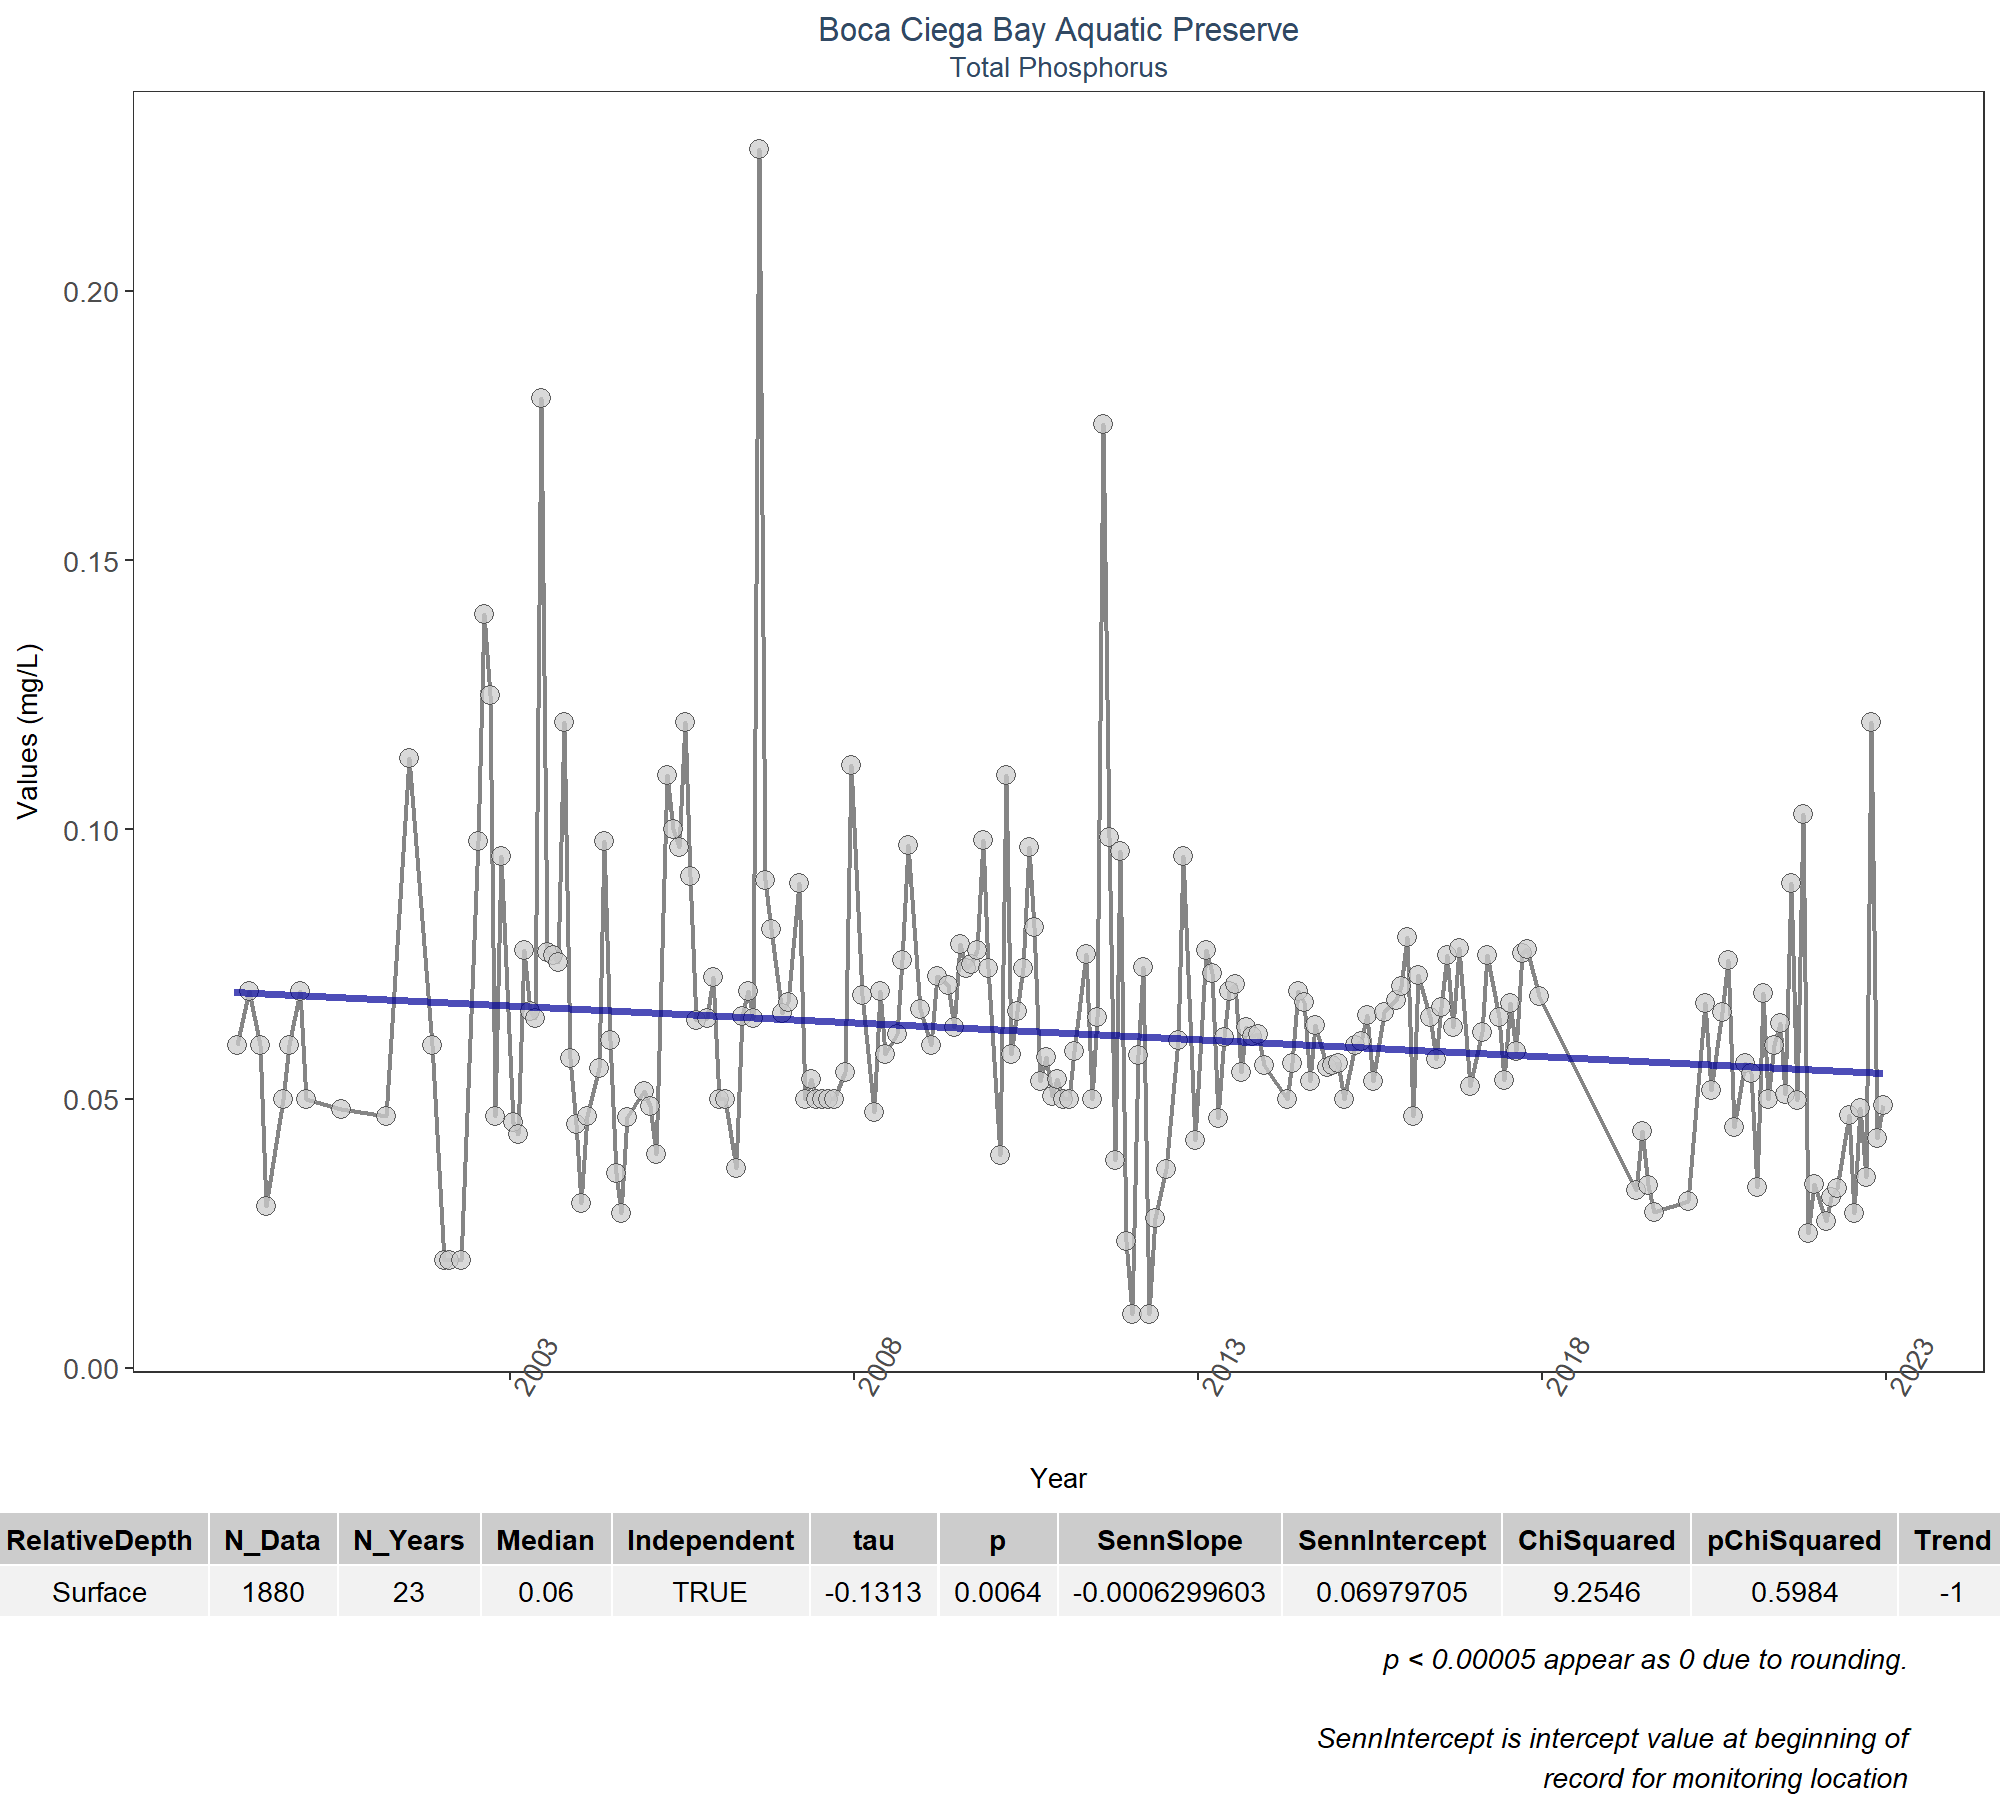 Boca Ciega Bay Aquatic Preserve
Total Phosphorus
Values (mg/L)
0.20
0.15
0.10
0.05
0.00
2003 2008 2013 2018 2023
Year
RelativeDepth N_Data N_Years Median Independent tau p SennSlope SennIntercept ChiSquared pChiSquared Trend
Surface 1880 23 0.06 TRUE -0.1313 0.0064 -0.0006299603 0.06979705 9.2546 0.5984 -1
p < 0.00005 appear as 0 due to rounding.
SennIntercept is intercept value at beginning of
record for monitoring location